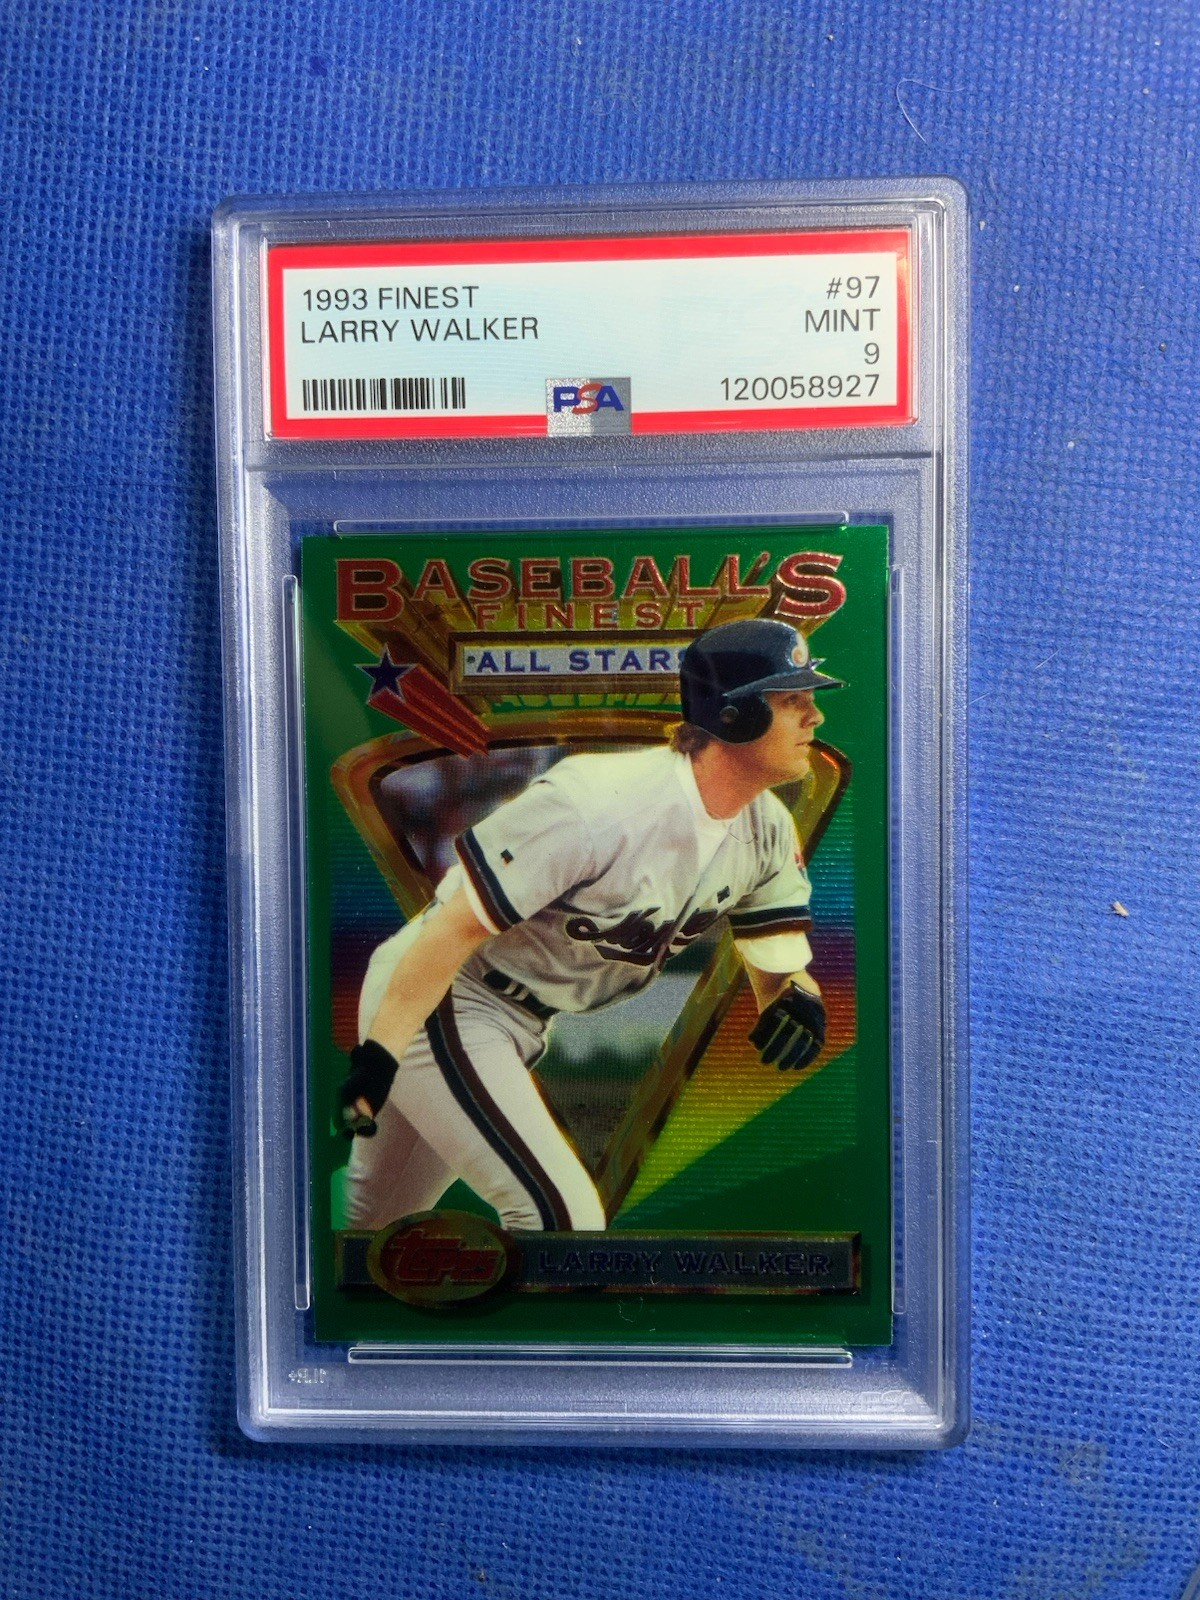 1993 FINEST
#97
LARRY WALKER
MINT
9
PSA
120058927
BASEBALL'S
FINEST
ALL STARS
Topps
LARRY WALKER